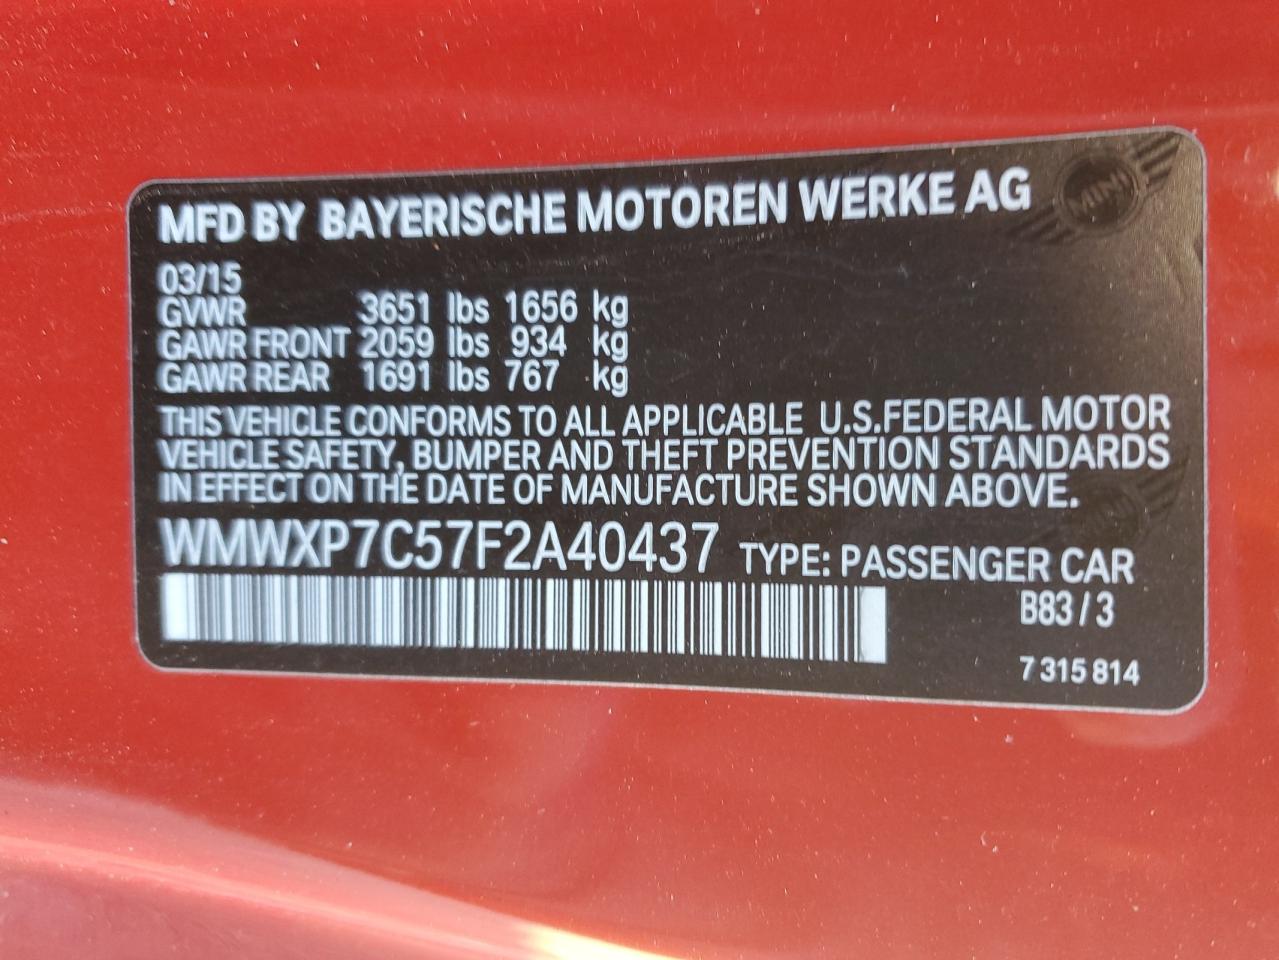 MINI
MFD BY BAYERISCHE MOTOREN WERKE AG
03/15
GVWR 3651 lbs 1656 kg
GAWR FRONT 2059 lbs 934 kg
GAWR REAR 1691 lbs 767 kg
THIS VEHICLE CONFORMS TO ALL APPLICABLE U.S.FEDERAL MOTOR
VEHICLE SAFETY, BUMPER AND THEFT PREVENTION STANDARDS
IN EFFECT ON THE DATE OF MANUFACTURE SHOWN ABOVE.
WMWXP7C57F2A40437 TYPE: PASSENGER CAR
B83 / 3
7 315 814